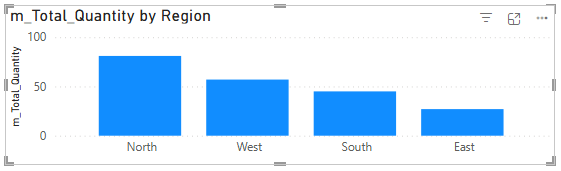 m_Total_Quantity by Region
m_Total_Quantity
100
50
0
North West South East